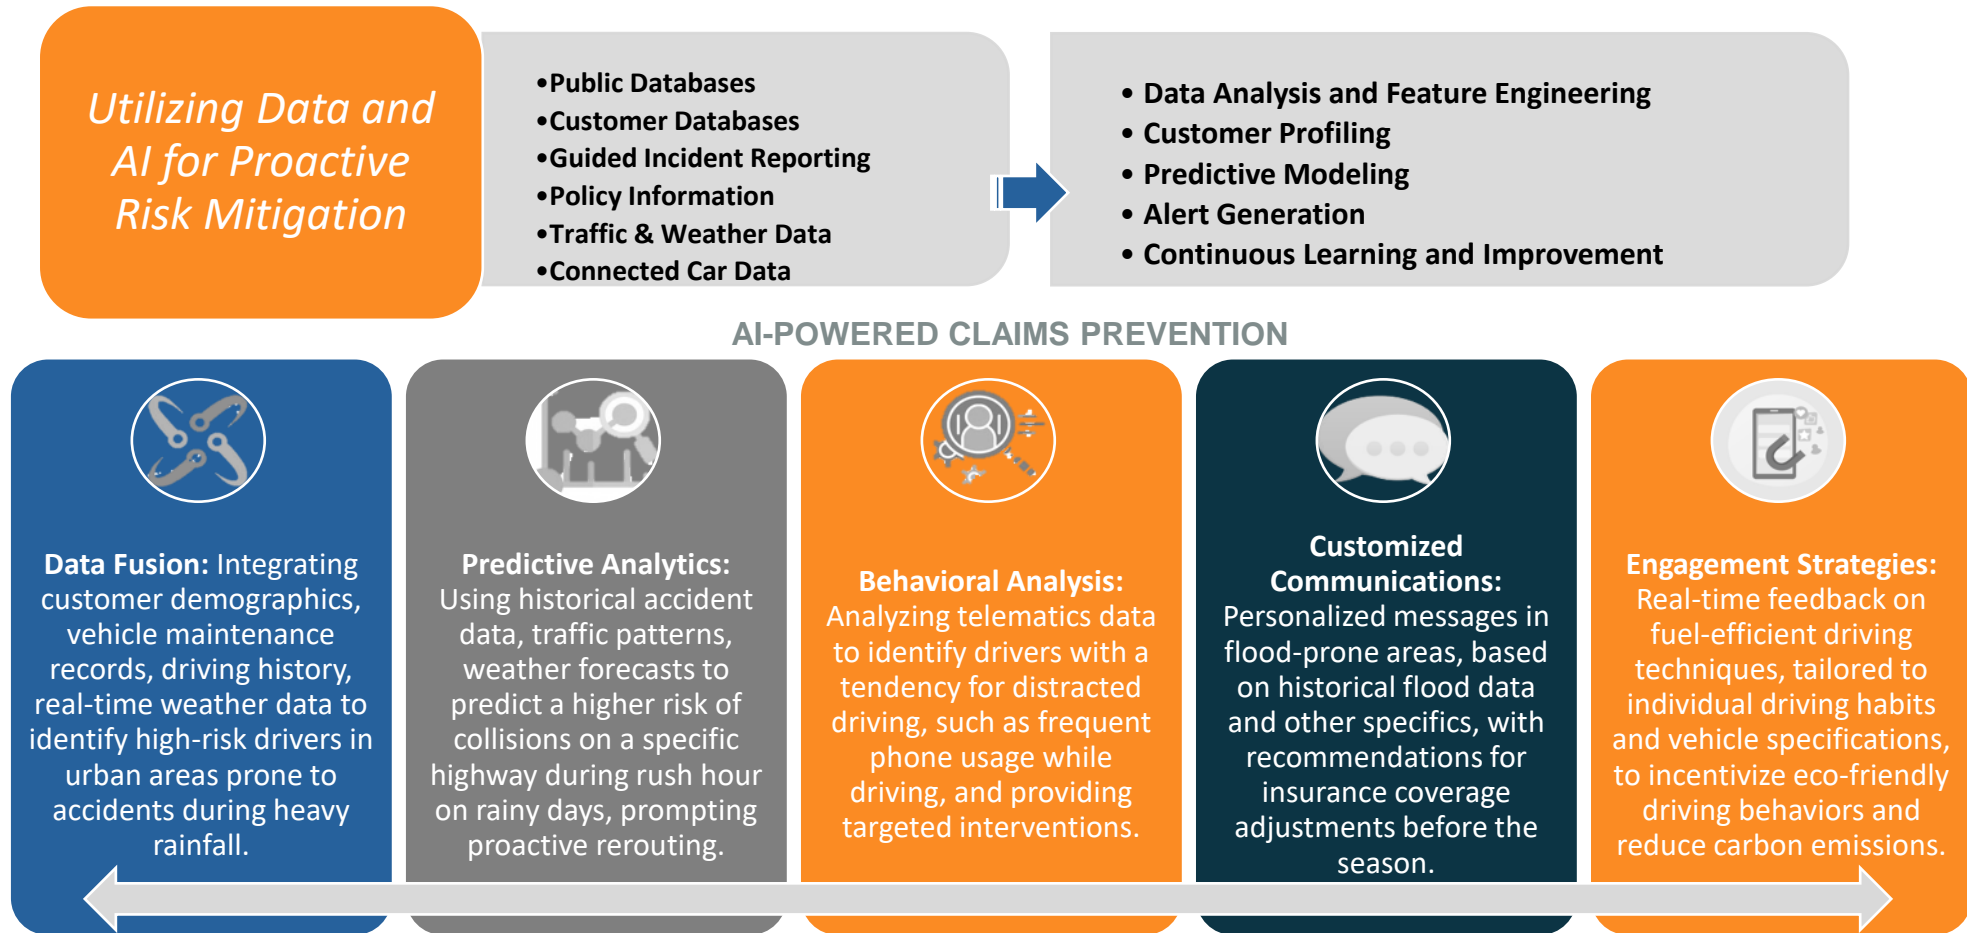 Utilizing Data and
AI for Proactive
Risk Mitigation
•Public Databases
•Customer Databases
•Guided Incident Reporting
•Policy Information
•Traffic & Weather Data
•Connected Car Data
• Data Analysis and Feature Engineering
• Customer Profiling
• Predictive Modeling
• Alert Generation
• Continuous Learning and Improvement
AI-POWERED CLAIMS PREVENTION
Data Fusion: Integrating
customer demographics,
vehicle maintenance
records, driving history,
real-time weather data to
identify high-risk drivers in
urban areas prone to
accidents during heavy
rainfall.
Predictive Analytics:
Using historical accident
data, traffic patterns,
weather forecasts to
predict a higher risk of
collisions on a specific
highway during rush hour
on rainy days, prompting
proactive rerouting.
Behavioral Analysis:
Analyzing telematics data
to identify drivers with a
tendency for distracted
driving, such as frequent
phone usage while
driving, and providing
targeted interventions.
Customized
Communications:
Personalized messages in
flood-prone areas, based
on historical flood data
and other specifics, with
recommendations for
insurance coverage
adjustments before the
season.
Engagement Strategies:
Real-time feedback on
fuel-efficient driving
techniques, tailored to
individual driving habits
and vehicle specifications,
to incentivize eco-friendly
driving behaviors and
reduce carbon emissions.